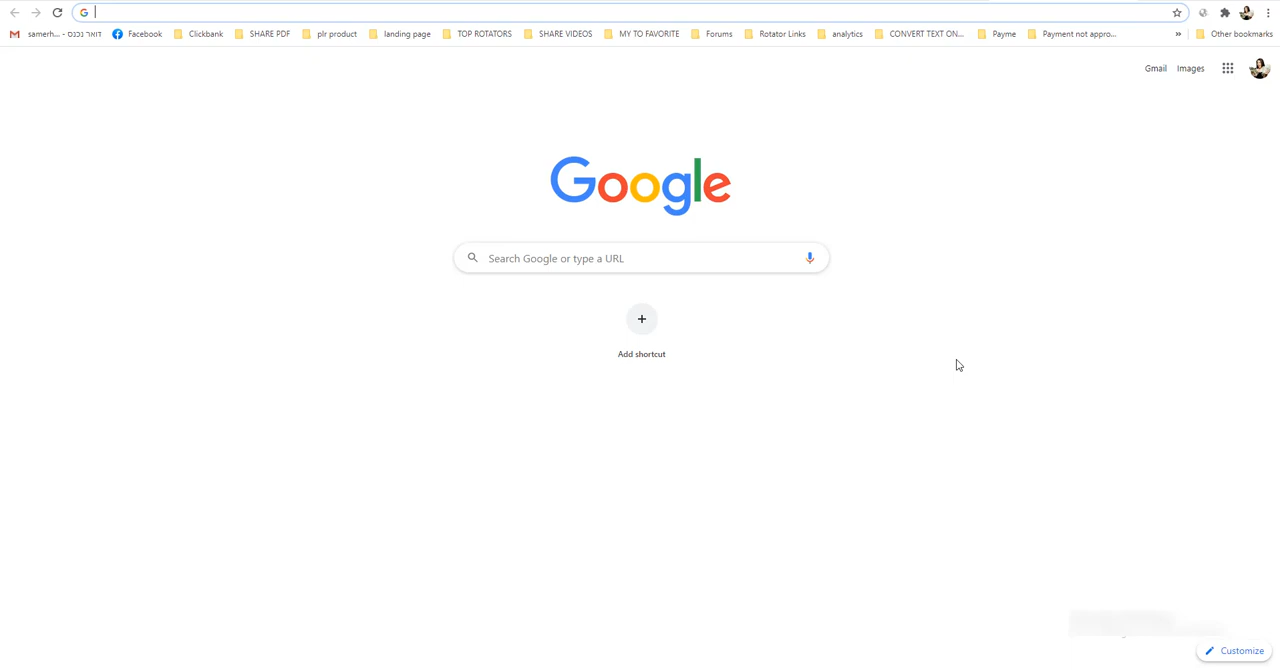 samerh... - דואר נכנס Facebook Clickbank SHARE PDF plr product landing page TOP ROTATORS SHARE VIDEOS MY TO FAVORITE Forums Rotator Links analytics CONVERT TEXT ON... Payme Payment not appro... » Other bookmarks
Gmail Images
Google
Search Google or type a URL
Add shortcut
Customize